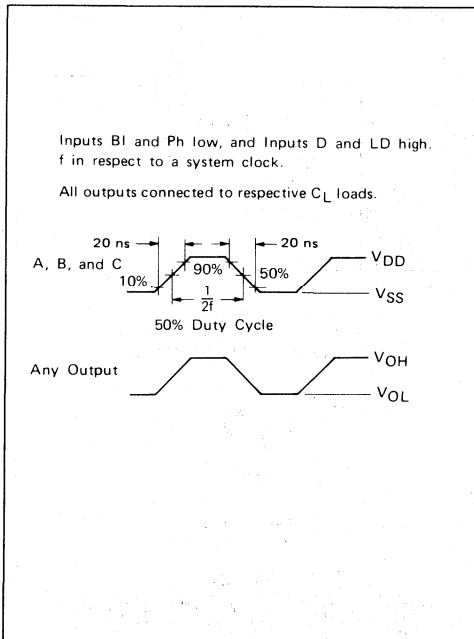 Inputs BI and Ph low, and Inputs D and LD high.
f in respect to a system clock.
All outputs connected to respective CL loads.
20 ns
20 ns
A, B, and C
10%
90%
50%
VDD
1
2f
VSS
50% Duty Cycle
Any Output
VOH
VOL